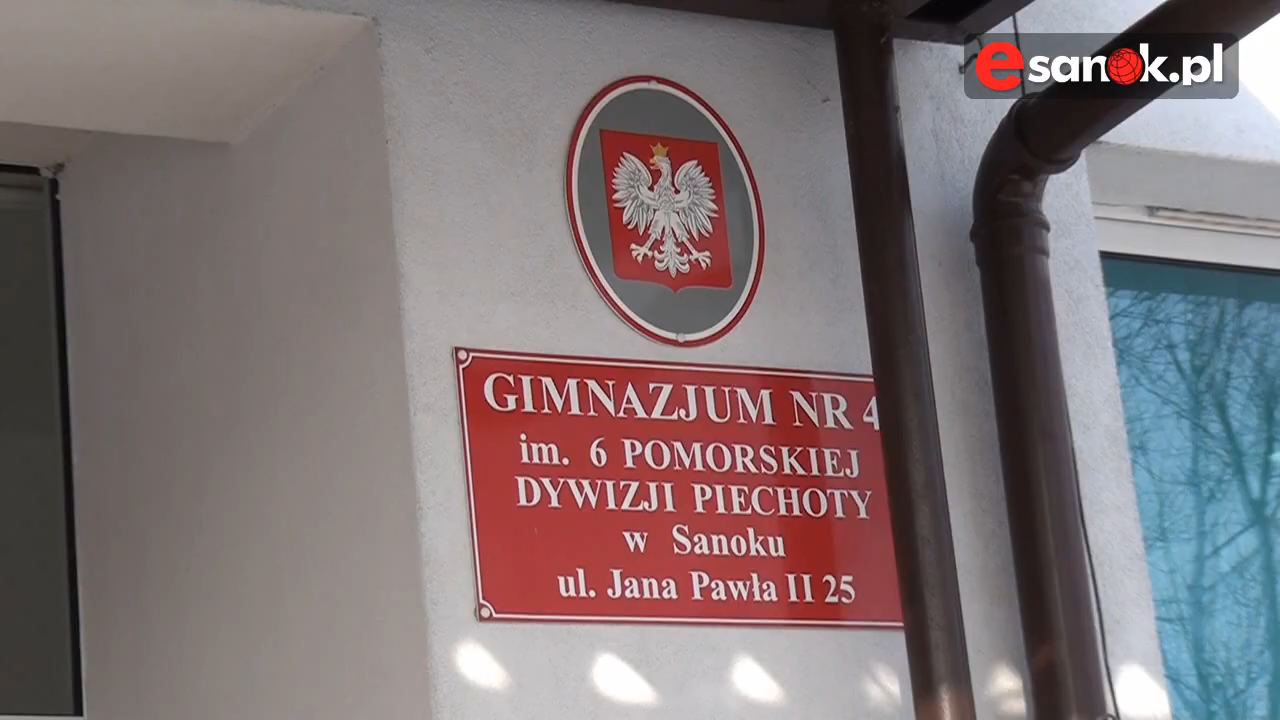 esanok.pl
GIMNAZJUM NR 4
im. 6 POMORSKIEJ
DYWIZJI PIECHOTY
w Sanoku
ul. Jana Pawła II 25